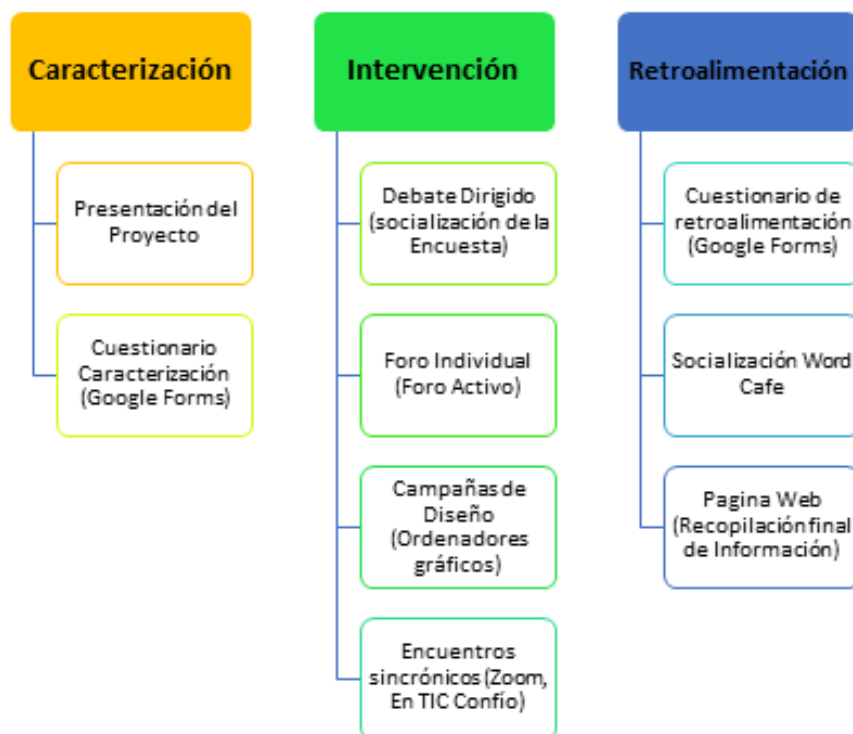 Caracterización
Presentación del
Proyecto
Cuestionario
Caracterización
(Google Forms)
Intervención
Debate Dirigido
(socialización de la
Encuesta)
Foro Individual
(Foro Activo)
Campañas de
Diseño
(Ordenadores
gráficos)
Encuentros
sincrónicos (Zoom,
En TIC Confío)
Retroalimentación
Cuestionario de
retroalimentación
(Google Forms)
Socialización Word
Cafe
Pagina Web
(Recopilación final
de Información)